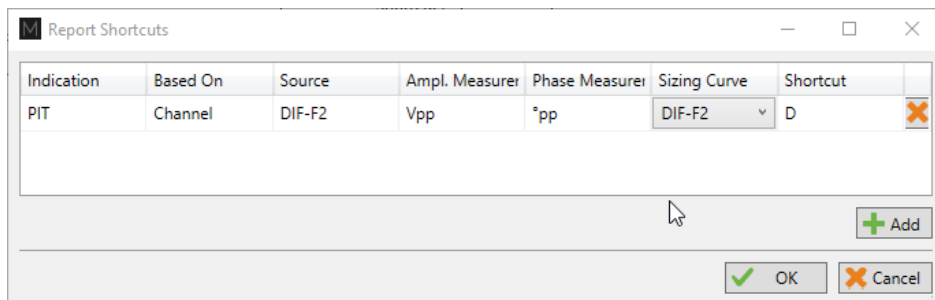 M Report Shortcuts
Indication Based On Source Ampl. Measurer Phase Measurer Sizing Curve Shortcut
PIT Channel DIF-F2 Vpp °pp DIF-F2 D
Add
OK Cancel